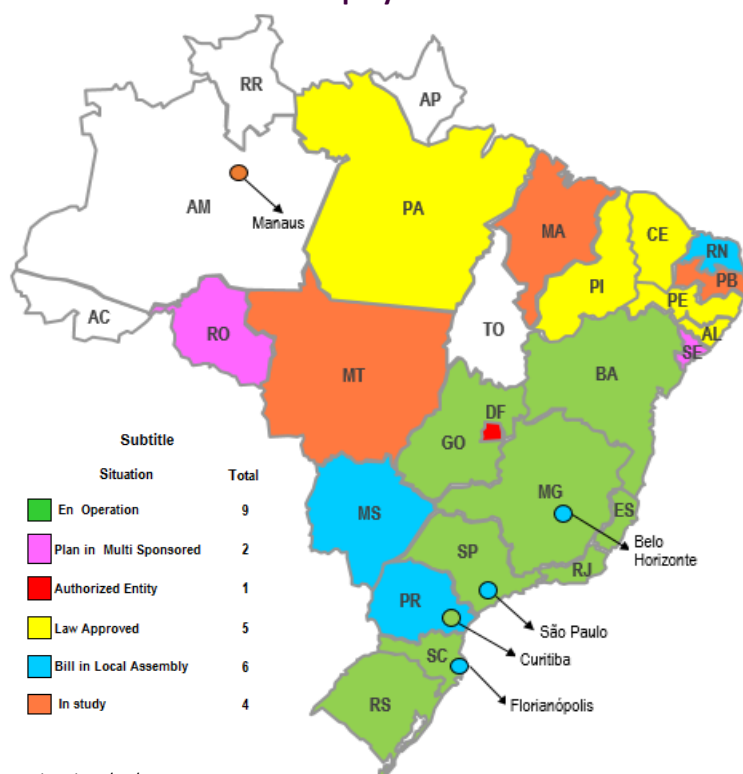 RR
AP
AM
Manaus
PA
MA
CE
RN
PB
PI
PE
AL
SE
AC
RO
TO
BA
MT
DF
GO
MG
ES
MS
SP
RJ
PR
SC
RS
Belo
Horizonte
São Paulo
Curitiba
Florianópolis
Subtitle
Situation Total
En Operation 9
Plan in Multi Sponsored 2
Authorized Entity 1
Law Approved 5
Bill in Local Assembly 6
In study 4